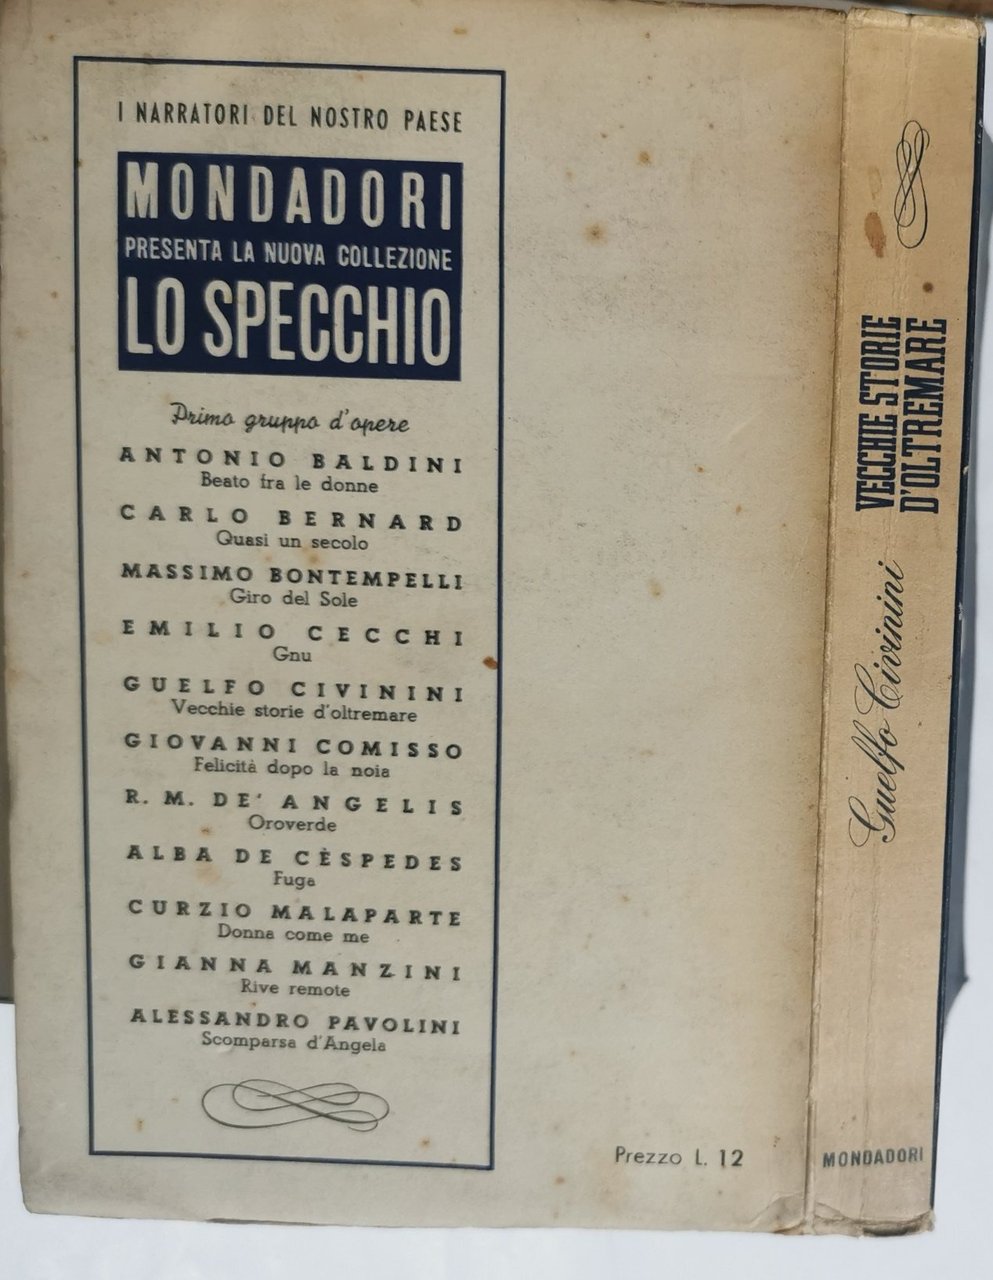 I NARRATORI DEL NOSTRO PAESE
MONDADORI
PRESENTA LA NUOVA COLLEZIONE
LO SPECCHIO
Primo gruppo d'opere
ANTONIO BALDINI
Beato fra le donne
CARLO BERNARD
Quasi un secolo
MASSIMO BONTEMPELLI
Giro del Sole
EMILIO CECCHI
Gnu
GUELFO CIVININI
Vecchie storie d'oltremare
GIOVANNI COMISSO
Felicità dopo la noia
R. M. DE' ANGELIS
Oroverde
ALBA DE CÈSPEDES
Fuga
CURZIO MALAPARTE
Donna come me
GIANNA MANZINI
Rive remote
ALESSANDRO PAVOLINI
Scomparsa d'Angela
Prezzo L. 12
Guelfo Civinini
VECCHIE STORIE
D'OLTREMARE
MONDADORI